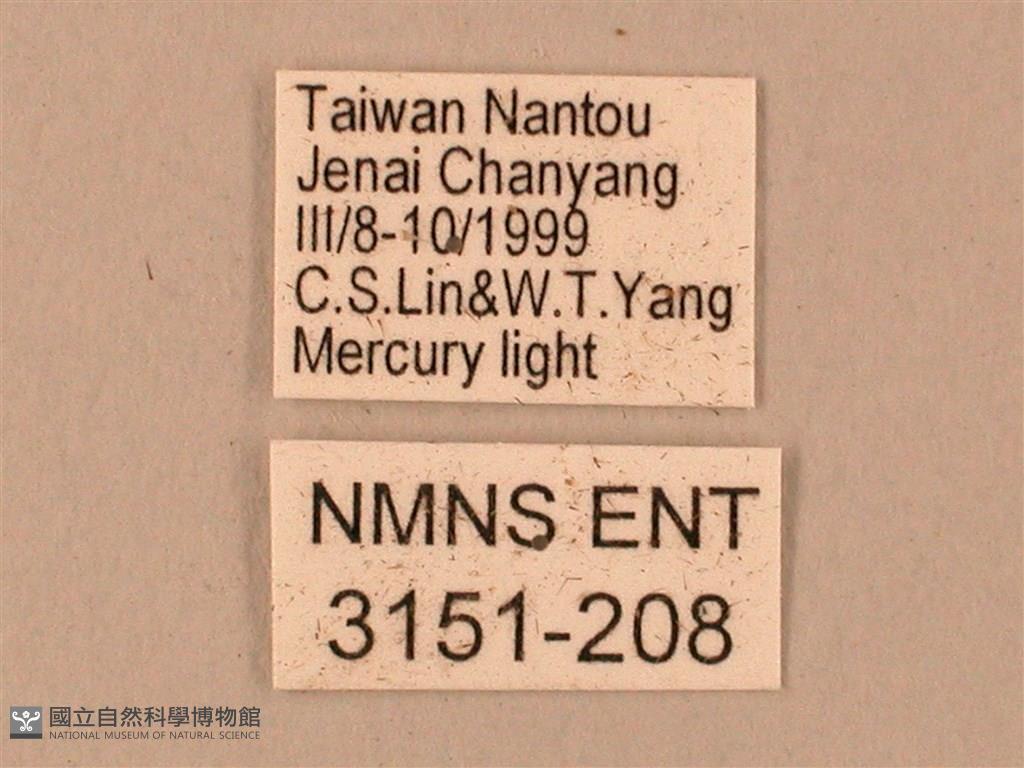 Taiwan Nantou
Jenai Chanyang
III/8-10/1999
C.S.Lin&W.T.Yang
Mercury light
NMNS ENT
3151-208
國立自然科學博物館
NATIONAL MUSEUM OF NATURAL SCIENCE